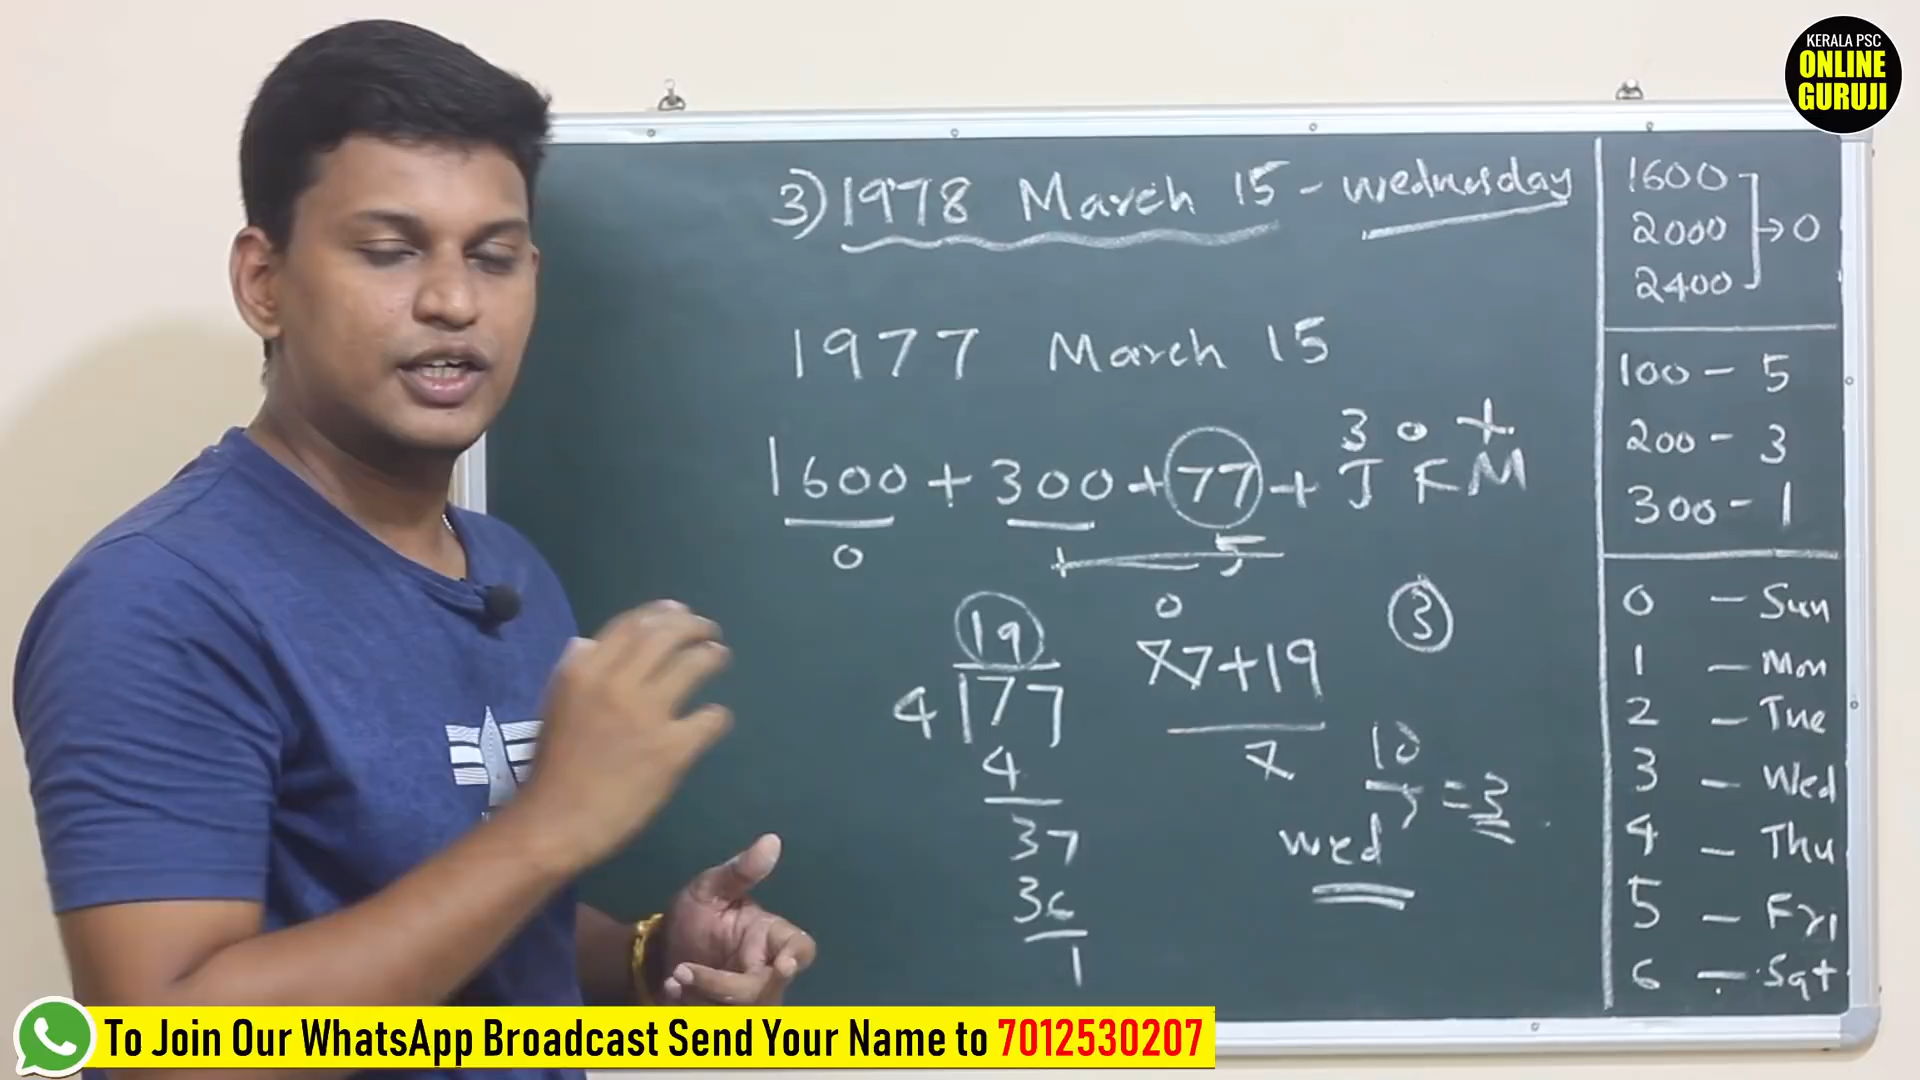 KERALA PSC
ONLINE
GURUJI
3) 1978 March 15 - wednesday
1977 March 15
3 0 +
1600 + 300 + 77 + J F M
0 1 5
19
4 77
4
37
36
1
0
77+19
7
3
10
7 = 3
wed
1600
2000 → 0
2400
100 - 5
200 - 3
300 - 1
0 - Sun
1 - Mon
2 - Tue
3 - Wed
4 - Thu
5 - Fri
6 - Sat
To Join Our WhatsApp Broadcast Send Your Name to 7012530207